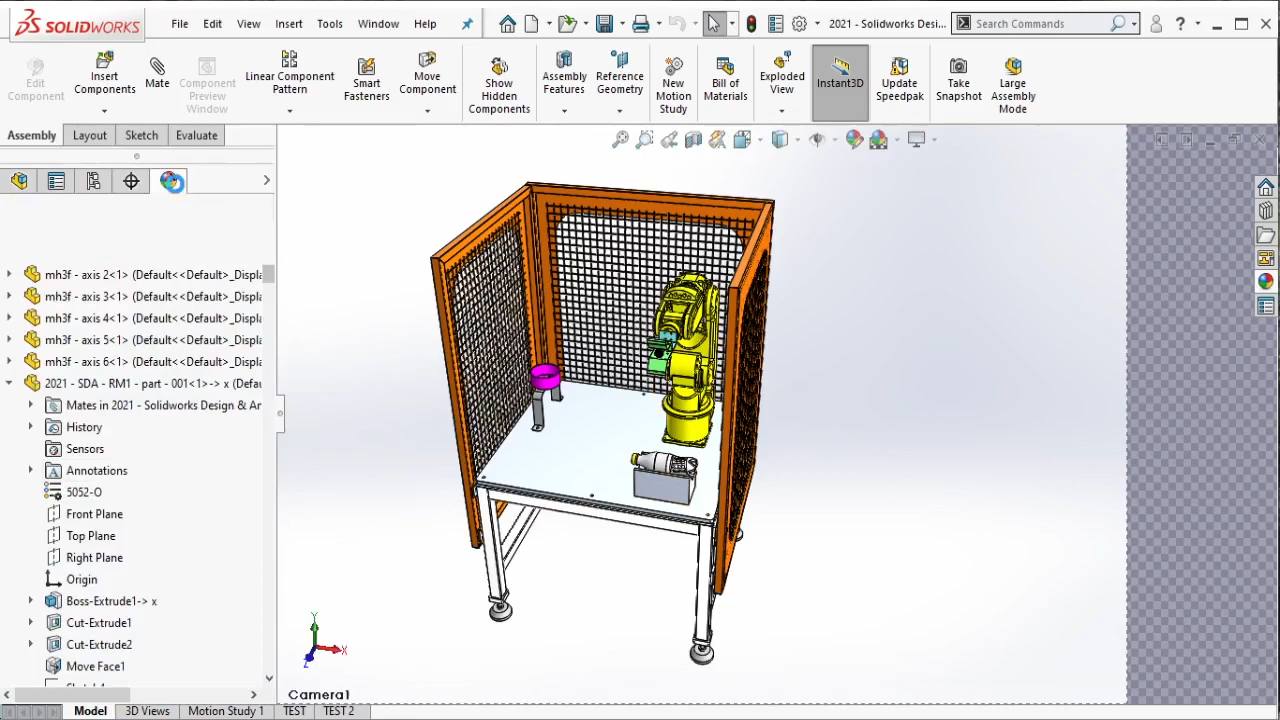 SOLIDWORKS File Edit View Insert Tools Window Help 2021 - Solidworks Desi... Search Commands ?
Edit Component
Insert Components
Mate
Component Preview Window
Linear Component Pattern
Smart Fasteners
Move Component
Show Hidden Components
Assembly Features
Reference Geometry
New Motion Study
Bill of Materials
Exploded View
Instant3D
Update Speedpak
Take Snapshot
Large Assembly Mode
Assembly Layout Sketch Evaluate
mh3f - axis 2<1> (Default<<Default>_Displa
mh3f - axis 3<1> (Default<<Default>_Displa
mh3f - axis 4<1> (Default<<Default>_Displa
mh3f - axis 5<1> (Default<<Default>_Displa
mh3f - axis 6<1> (Default<<Default>_Displa
2021 - SDA - RM1 - part - 001<1>-> x (Defau
Mates in 2021 - Solidworks Design & An
History
Sensors
Annotations
5052-O
Front Plane
Top Plane
Right Plane
Origin
Boss-Extrude1-> x
Cut-Extrude1
Cut-Extrude2
Move Face1
Y
X
Z
Camera1
Model 3D Views Motion Study 1 TEST TEST 2